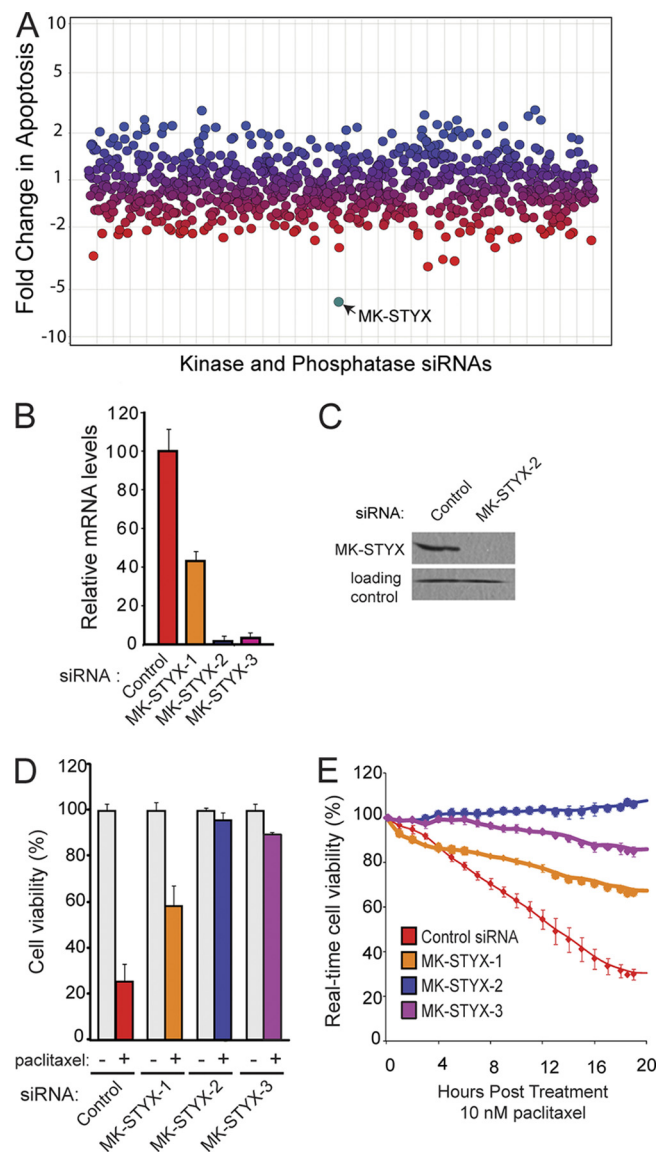 A
Fold Change in Apoptosis
10
5
2
1
-2
-5
-10
MK-STYX
Kinase and Phosphatase siRNAs
B
Relative mRNA levels
120
100
80
60
40
20
0
siRNA :
Control
MK-STYX-1
MK-STYX-2
MK-STYX-3
C
siRNA:
Control
MK-STYX-2
MK-STYX
loading
control
D
Cell viability (%)
120
100
80
60
40
20
0
paclitaxel: - + - + - + - +
siRNA:
Control
MK-STYX-1
MK-STYX-2
MK-STYX-3
E
Real-time cell viability (%)
120
100
80
60
40
30
0
Control siRNA
MK-STYX-1
MK-STYX-2
MK-STYX-3
0 4 8 12 16 20
Hours Post Treatment
10 nM paclitaxel